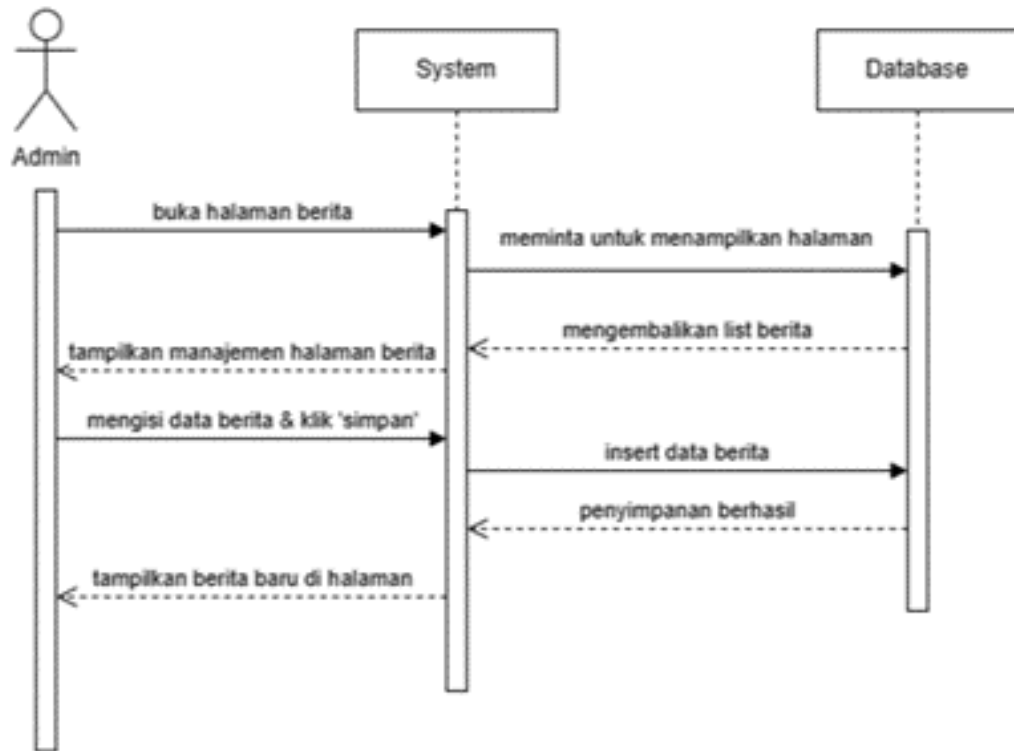 System
Database
Admin
buka halaman berita
meminta untuk menampilkan halaman
mengembalikan list berita
tampilkan manajemen halaman berita
mengisi data berita & klik 'simpan'
insert data berita
penyimpanan berhasil
tampilkan berita baru di halaman